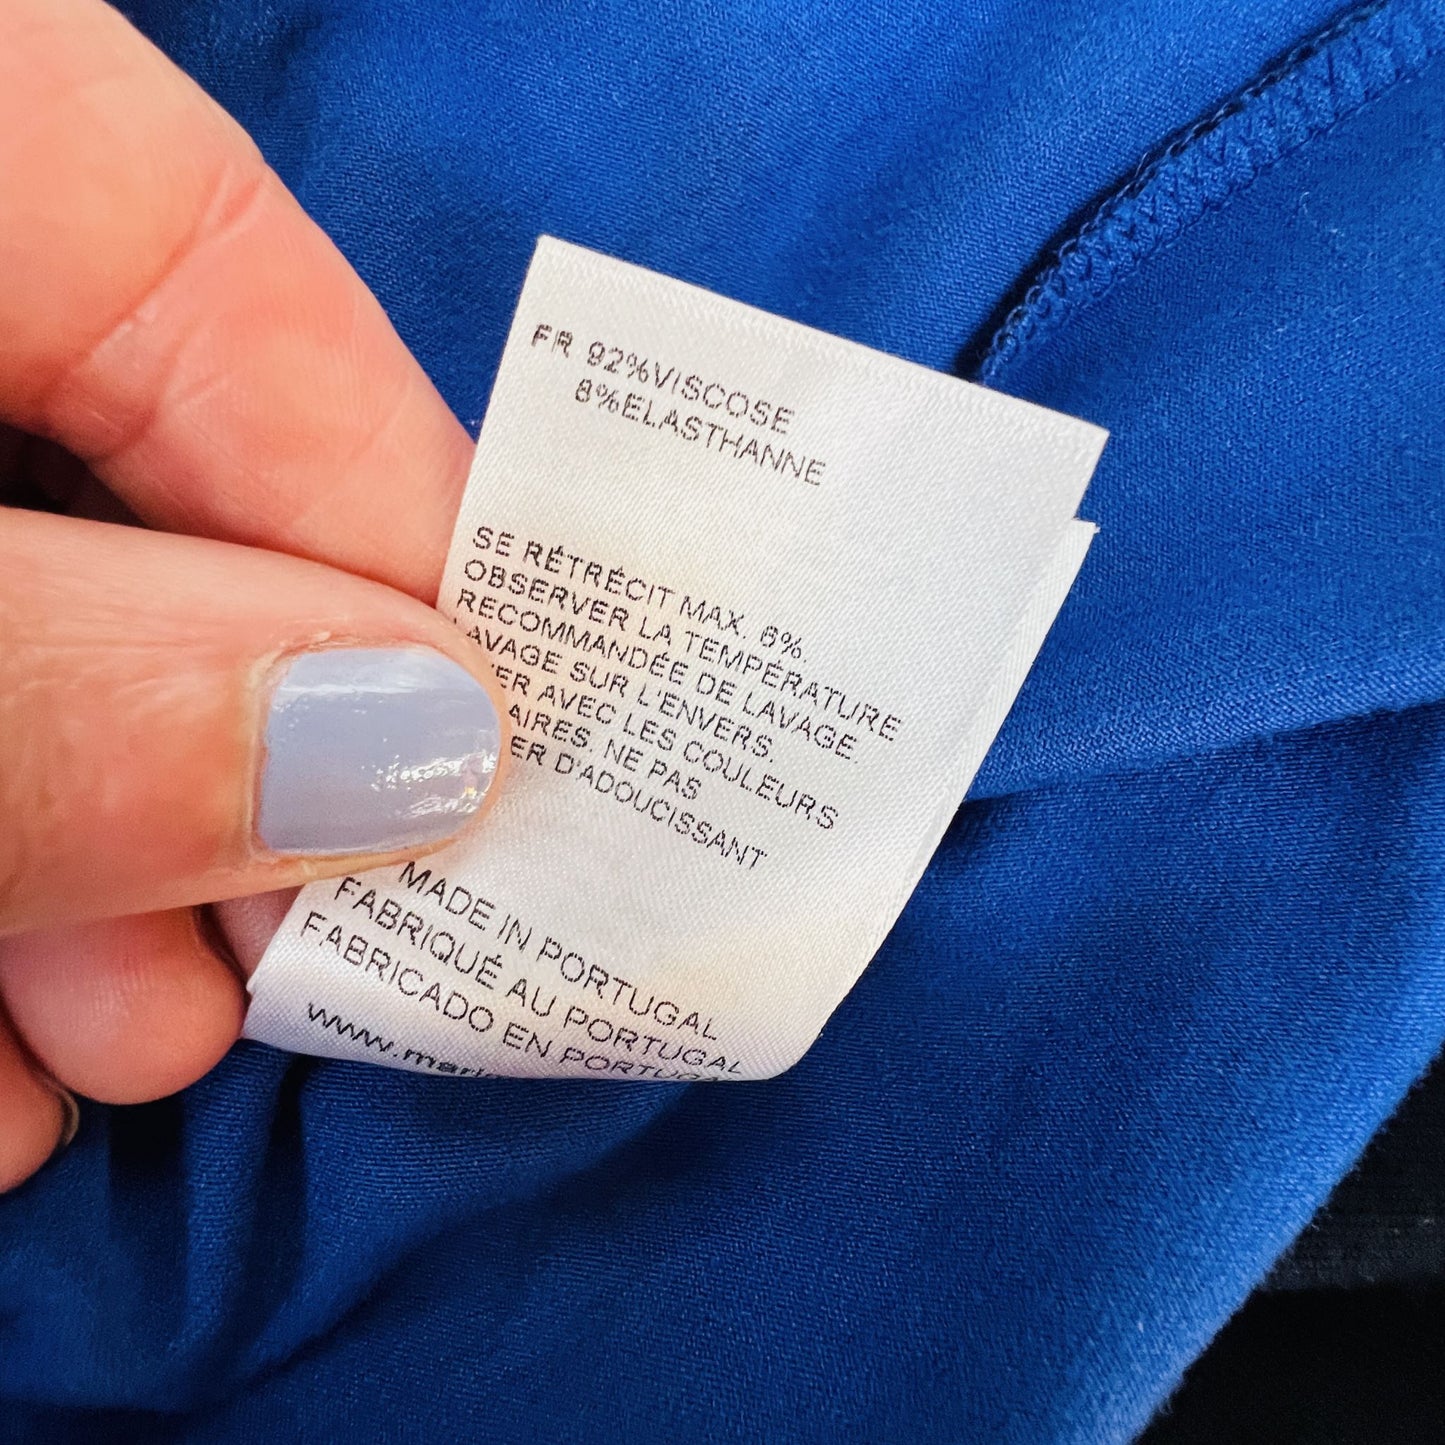 FR 92%VISCOSE
8%ELASTHANNE
SE RÉTRÉCIT MAX. 6%.
OBSERVER LA TEMPÉRATURE
RECOMMANDÉE DE LAVAGE.
LAVAGE SUR L'ENVERS.
AVEC LES COULEURS
NE PAS
D'ADOUCISSANT
MADE IN PORTUGAL
FABRIQUÉ AU PORTUGAL
FABRICADO EN PORTUGAL